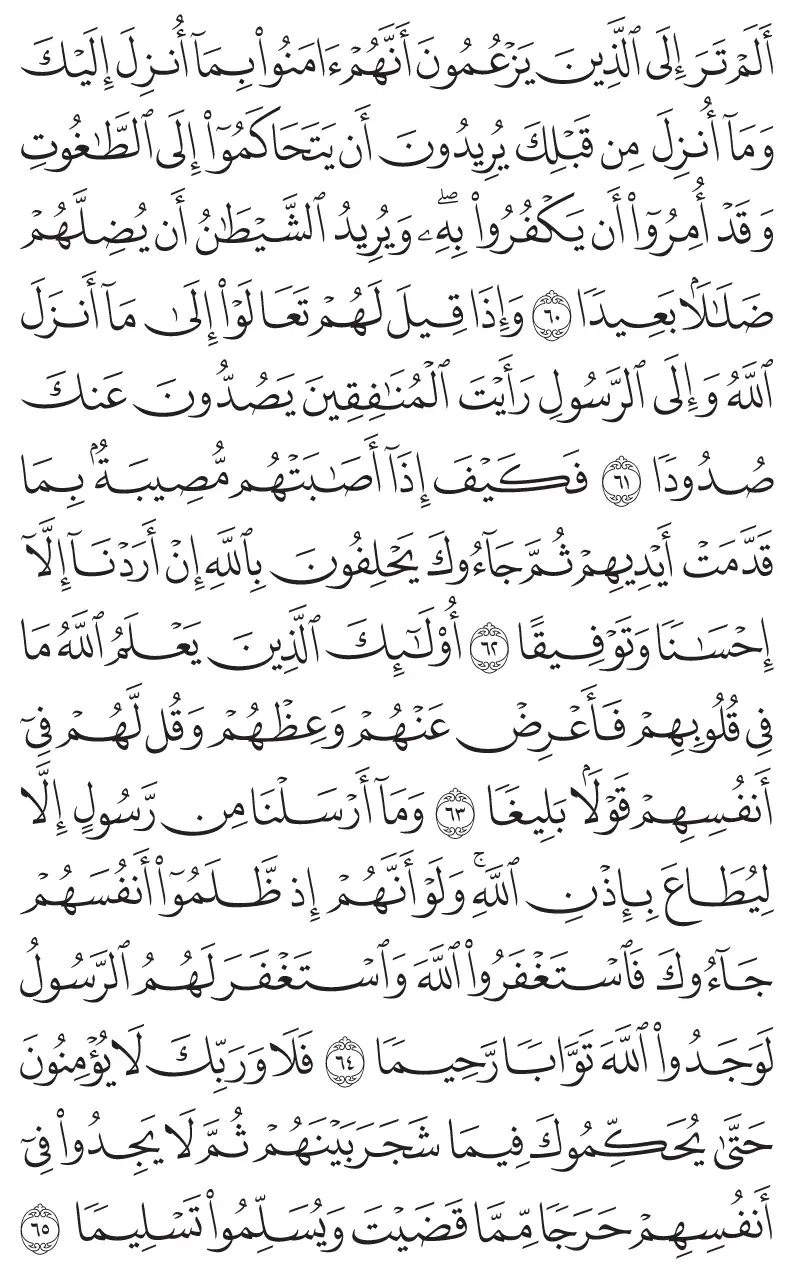 أَلَمْ تَرَ إِلَى ٱلَّذِينَ يَزْعُمُونَ أَنَّهُمْ ءَامَنُوا۟ بِمَآ أُنزِلَ إِلَيْكَ
وَمَآ أُنزِلَ مِن قَبْلِكَ يُرِيدُونَ أَن يَتَحَاكَمُوٓا۟ إِلَى ٱلطَّـٰغُوتِ
وَقَدْ أُمِرُوٓا۟ أَن يَكْفُرُوا۟ بِهِۦۖ وَيُرِيدُ ٱلشَّيْطَـٰنُ أَن يُضِلَّهُمْ
ضَلَـٰلًۢا بَعِيدًا ٦٠ وَإِذَا قِيلَ لَهُمْ تَعَالَوْا۟ إِلَىٰ مَآ أَنزَلَ
ٱللَّهُ وَإِلَى ٱلرَّسُولِ رَأَيْتَ ٱلْمُنَـٰفِقِينَ يَصُدُّونَ عَنكَ
صُدُودًا ٦١ فَكَيْفَ إِذَآ أَصَـٰبَتْهُم مُّصِيبَةٌۢ بِمَا
قَدَّمَتْ أَيْدِيهِمْ ثُمَّ جَآءُوكَ يَحْلِفُونَ بِٱللَّهِ إِنْ أَرَدْنَآ إِلَّآ
إِحْسَـٰنًا وَتَوْفِيقًا ٦٢ أُو۟لَـٰٓئِكَ ٱلَّذِينَ يَعْلَمُ ٱللَّهُ مَا
فِى قُلُوبِهِمْ فَأَعْرِضْ عَنْهُمْ وَعِظْهُمْ وَقُل لَّهُمْ فِىٓ
أَنفُسِهِمْ قَوْلًۢا بَلِيغًا ٦٣ وَمَآ أَرْسَلْنَا مِن رَّسُولٍ إِلَّا
لِيُطَاعَ بِإِذْنِ ٱللَّهِۚ وَلَوْ أَنَّهُمْ إِذ ظَّلَمُوٓا۟ أَنفُسَهُمْ
جَآءُوكَ فَٱسْتَغْفَرُوا۟ ٱللَّهَ وَٱسْتَغْفَرَ لَهُمُ ٱلرَّسُولُ
لَوَجَدُوا۟ ٱللَّهَ تَوَّابًا رَّحِيمًا ٦٤ فَلَا وَرَبِّكَ لَا يُؤْمِنُونَ
حَتَّىٰ يُحَكِّمُوكَ فِيمَا شَجَرَ بَيْنَهُمْ ثُمَّ لَا يَجِدُوا۟ فِىٓ
أَنفُسِهِمْ حَرَجًا مِّمَّا قَضَيْتَ وَيُسَلِّمُوا۟ تَسْلِيمًا ٦٥